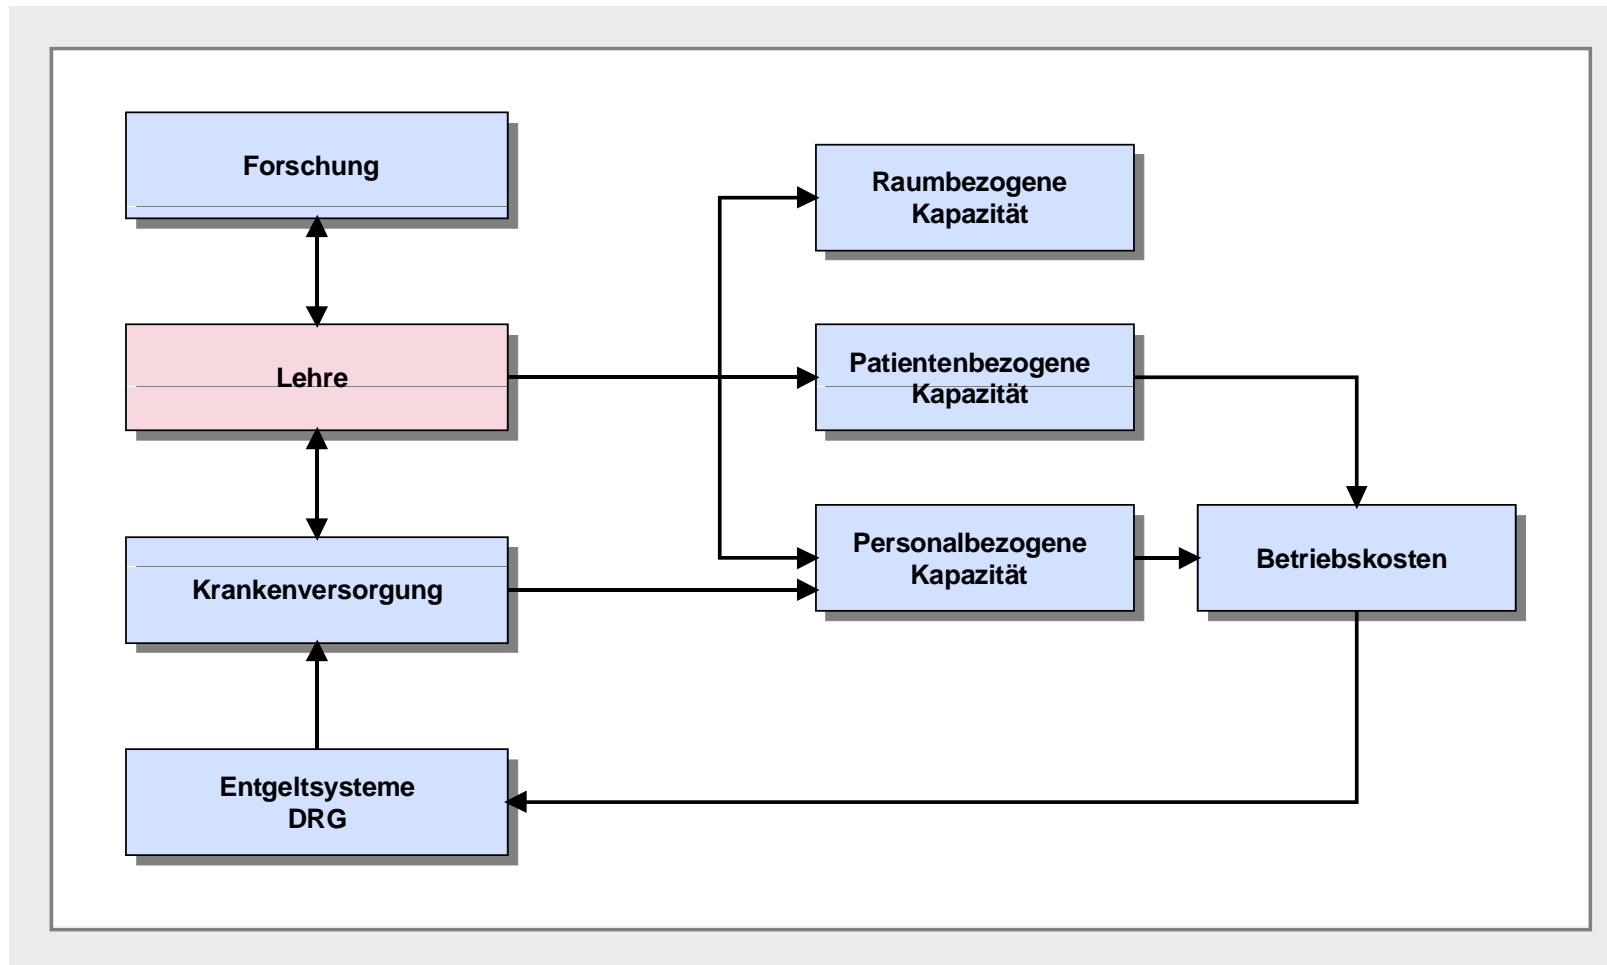 Forschung
Raumbezogene
Kapazität
Lehre
Patientenbezogene
Kapazität
Krankenversorgung
Personalbezogene
Kapazität
Betriebskosten
Entgeltsysteme
DRG